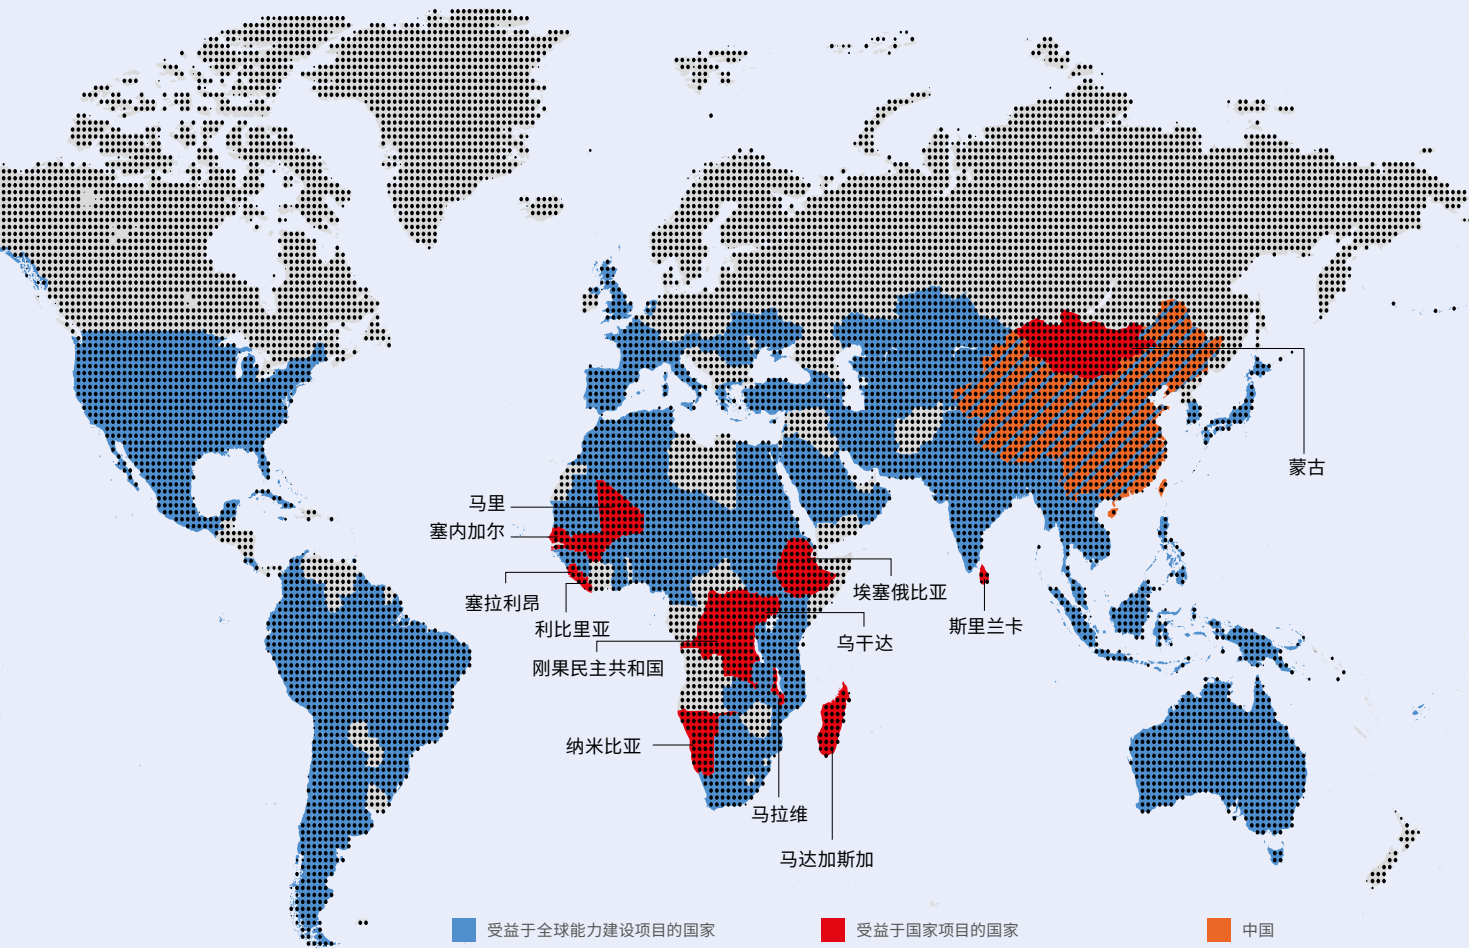 蒙古
马里
塞内加尔
塞拉利昂
埃塞俄比亚
利比里亚
斯里兰卡
乌干达
刚果民主共和国
纳米比亚
马拉维
马达加斯加
受益于全球能力建设项目的国家
受益于国家项目的国家
中国